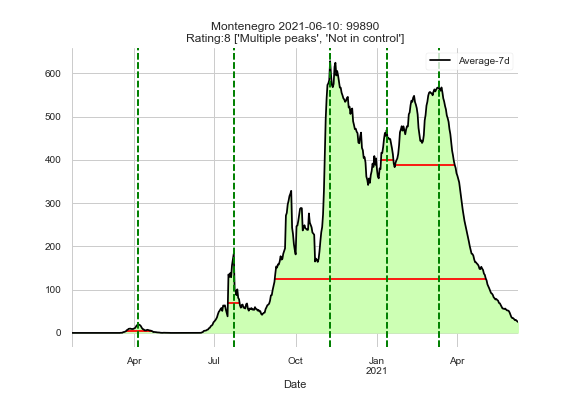 Montenegro 2021-06-10: 99890
Rating:8 ['Multiple peaks', 'Not in control']
Average-7d
600
500
400
300
200
100
0
Apr Jul Oct Jan Apr
2021
Date